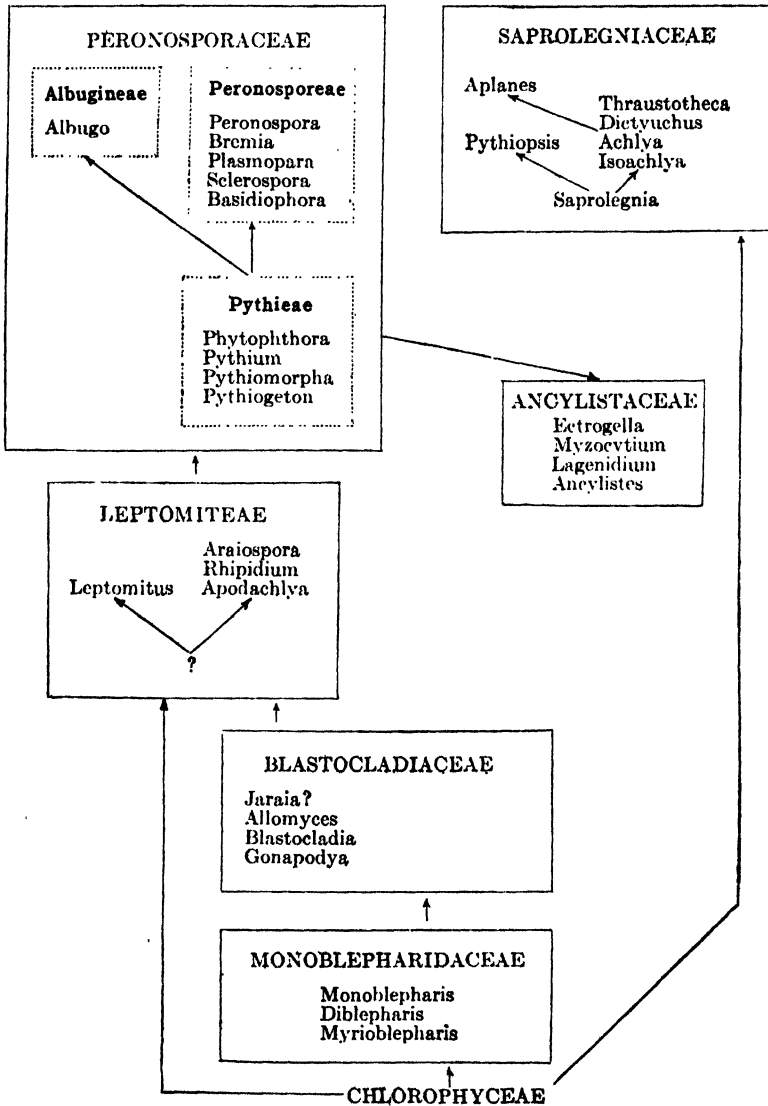 PERONOSPORACEAE
Albugineae
Albugo
Peronosporeae
Peronospora
Bremia
Plasmopara
Sclerospora
Basidiophora
Pythieae
Phytophthora
Pythium
Pythiomorpha
Pythiogeton
SAPROLEGNIACEAE
Aplanes
Thraustotheca
Dictyuchus
Pythiopsis
Achlya
Isoachlya
Saprolegnia
ANCYLISTACEAE
Ectrogella
Myzocytium
Lagenidium
Ancylistes
LEPTOMITEAE
Araiospora
Rhipidium
Leptomitus
Apodachlya
?
BLASTOCLADIACEAE
Jaraia?
Allomyces
Blastocladia
Gonapodya
MONOBLEPHARIDACEAE
Monoblepharis
Diblepharis
Myrioblepharis
CHLOROPHYCEAE